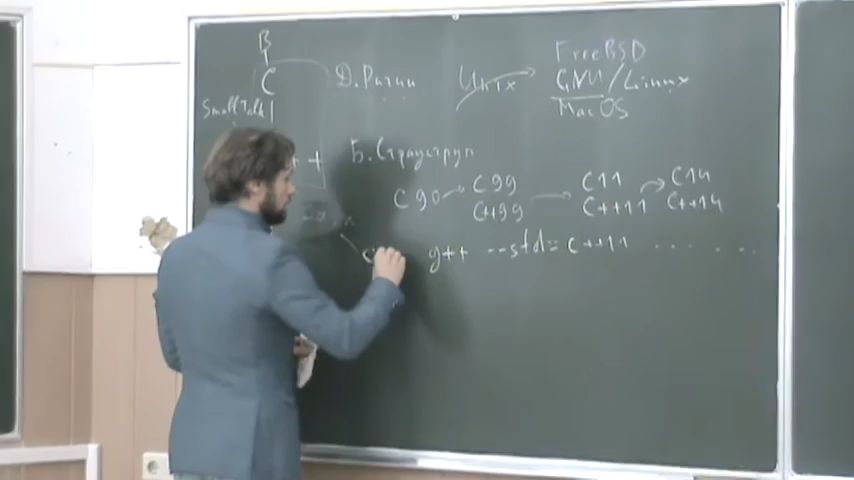 B
C Д. Ритчи Unix FreeBSD
GNU/Linux
MacOS
SmallTalk
++ Б. Страуструп
C90 C99 C11 C14
C++99 C++11 C++14
g++ --std=c++11 .... . ..